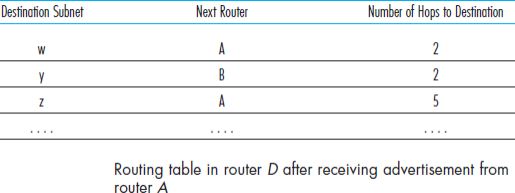 Destination Subnet Next Router Number of Hops to Destination
w A 2
y B 2
z A 5
. . . . . . . . . . . .
Routing table in router D after receiving advertisement from
router A